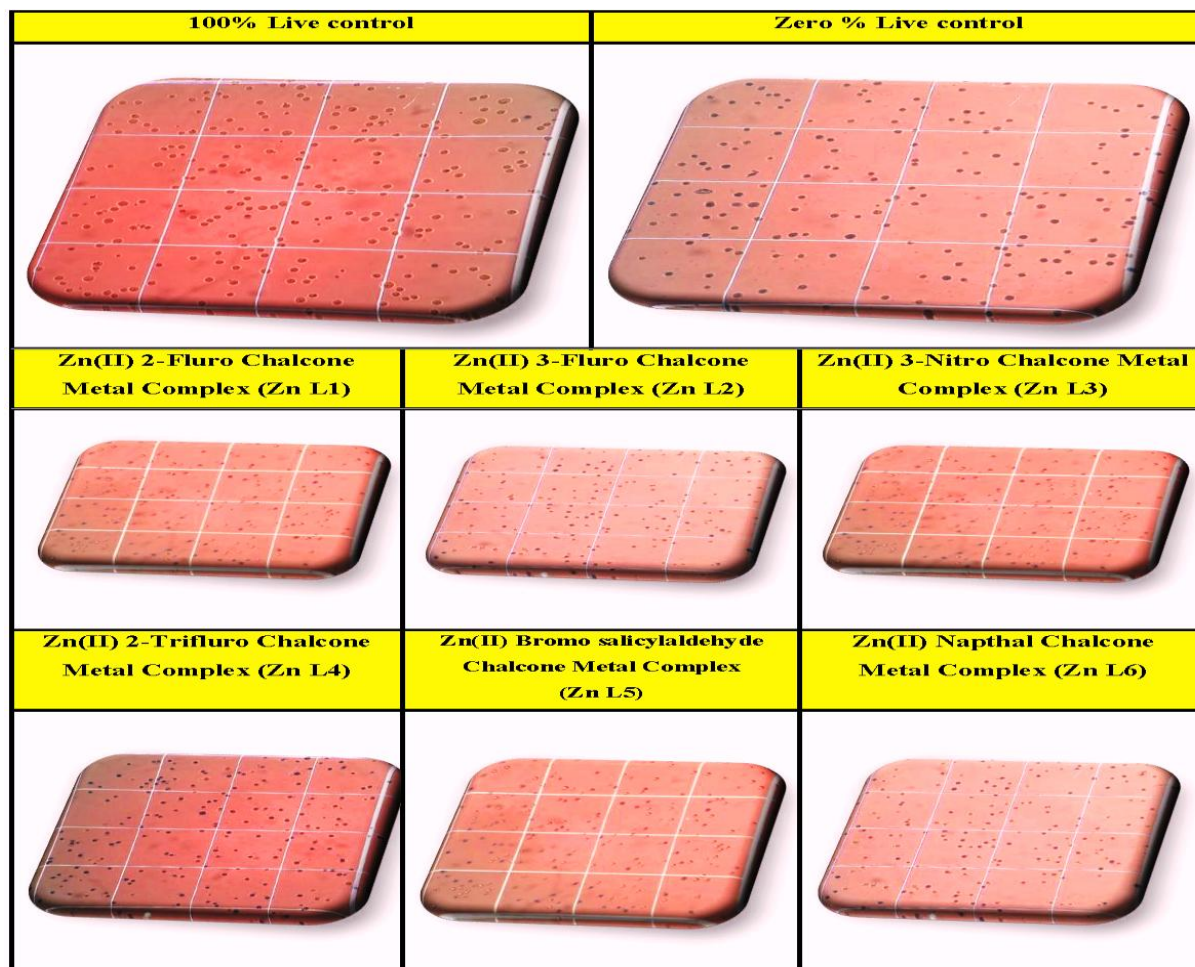 100% Live control
Zero % Live control
Zn(II) 2-Fluro Chalcone
Metal Complex (Zn L1)
Zn(II) 3-Fluro Chalcone
Metal Complex (Zn L2)
Zn(II) 3-Nitro Chalcone Metal
Complex (Zn L3)
Zn(II) 2-Trifluro Chalcone
Metal Complex (Zn L4)
Zn(II) Bromo salicylaldehyde
Chalcone Metal Complex
(Zn L5)
Zn(II) Napthal Chalcone
Metal Complex (Zn L6)